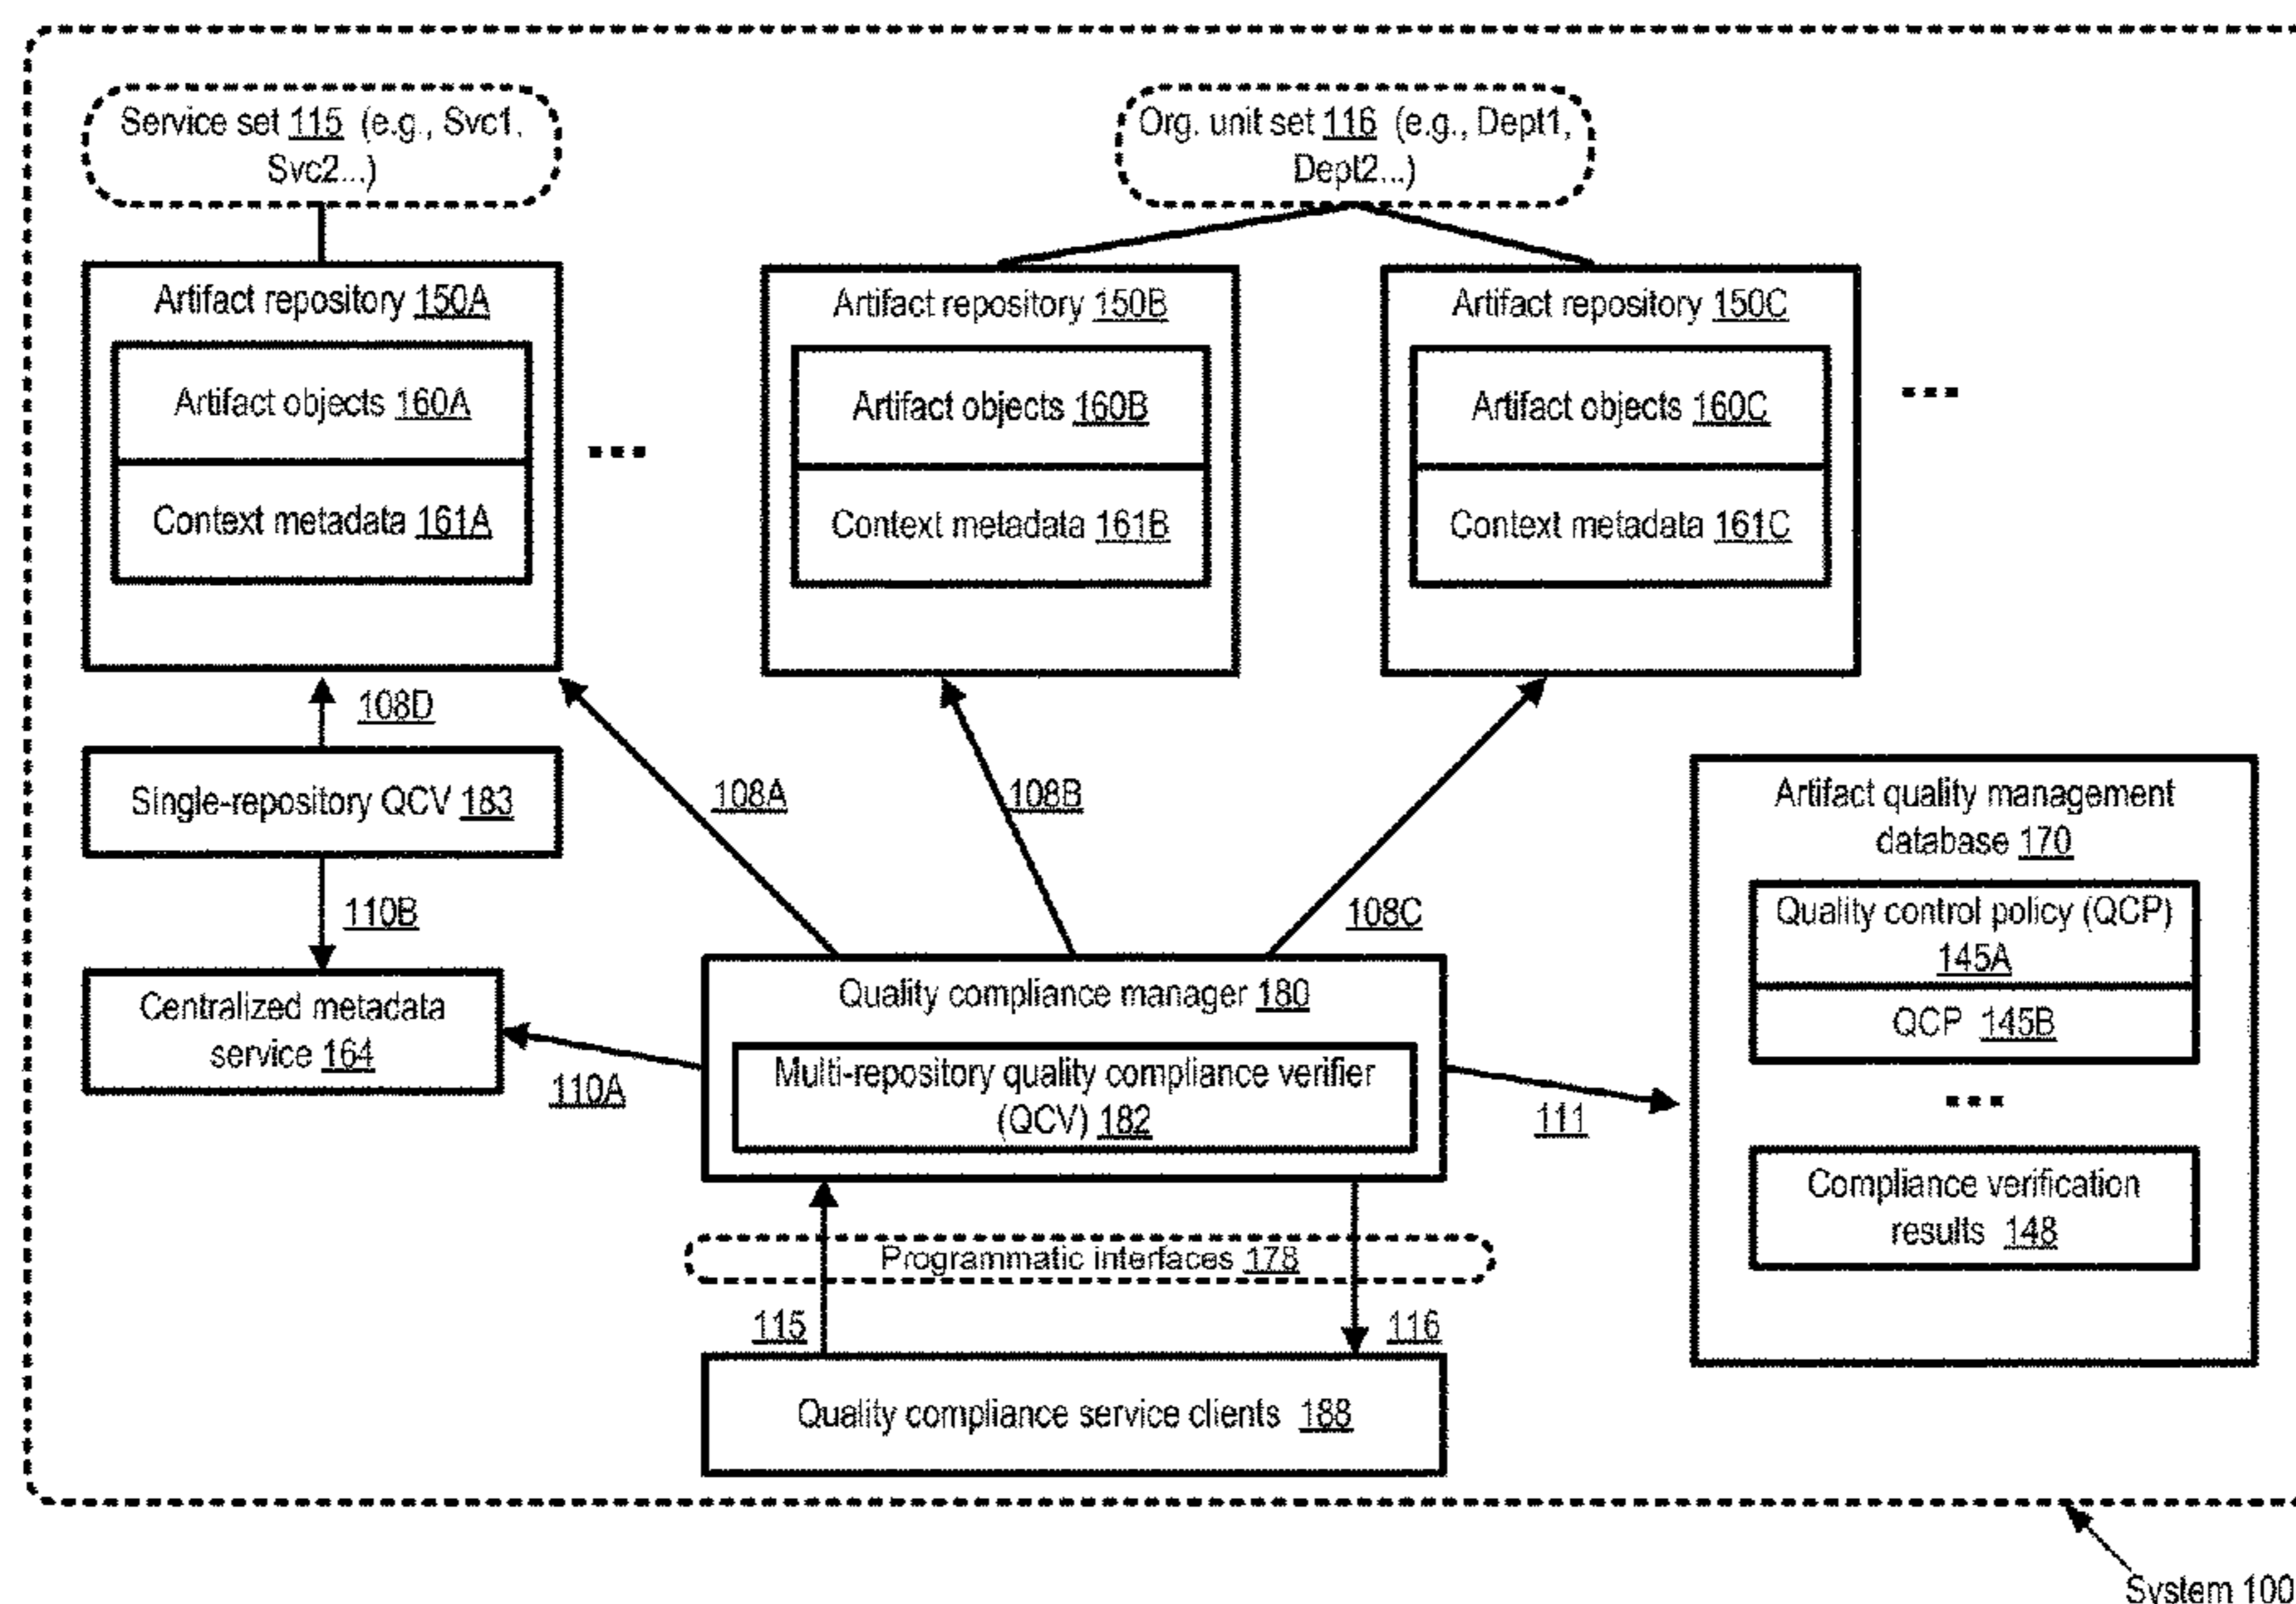 Service set 115 (e.g., Svc1,
Svc2...)
Org. unit set 116 (e.g., Dept1,
Dept2...)
Artifact repository 150A
Artifact objects 160A
Context metadata 161A
...
Artifact repository 150B
Artifact objects 160B
Context metadata 161B
Artifact repository 150C
Artifact objects 160C
Context metadata 161C
...
108D
Single-repository QCV 183
110B
Centralized metadata
service 164
108A
108B
108C
110A
Quality compliance manager 180
Multi-repository quality compliance verifier
(QCV) 182
111
Artifact quality management
database 170
Quality control policy (QCP)
145A
QCP 145B
...
Compliance verification
results 148
Programmatic interfaces 178
115
116
Quality compliance service clients 188
System 100